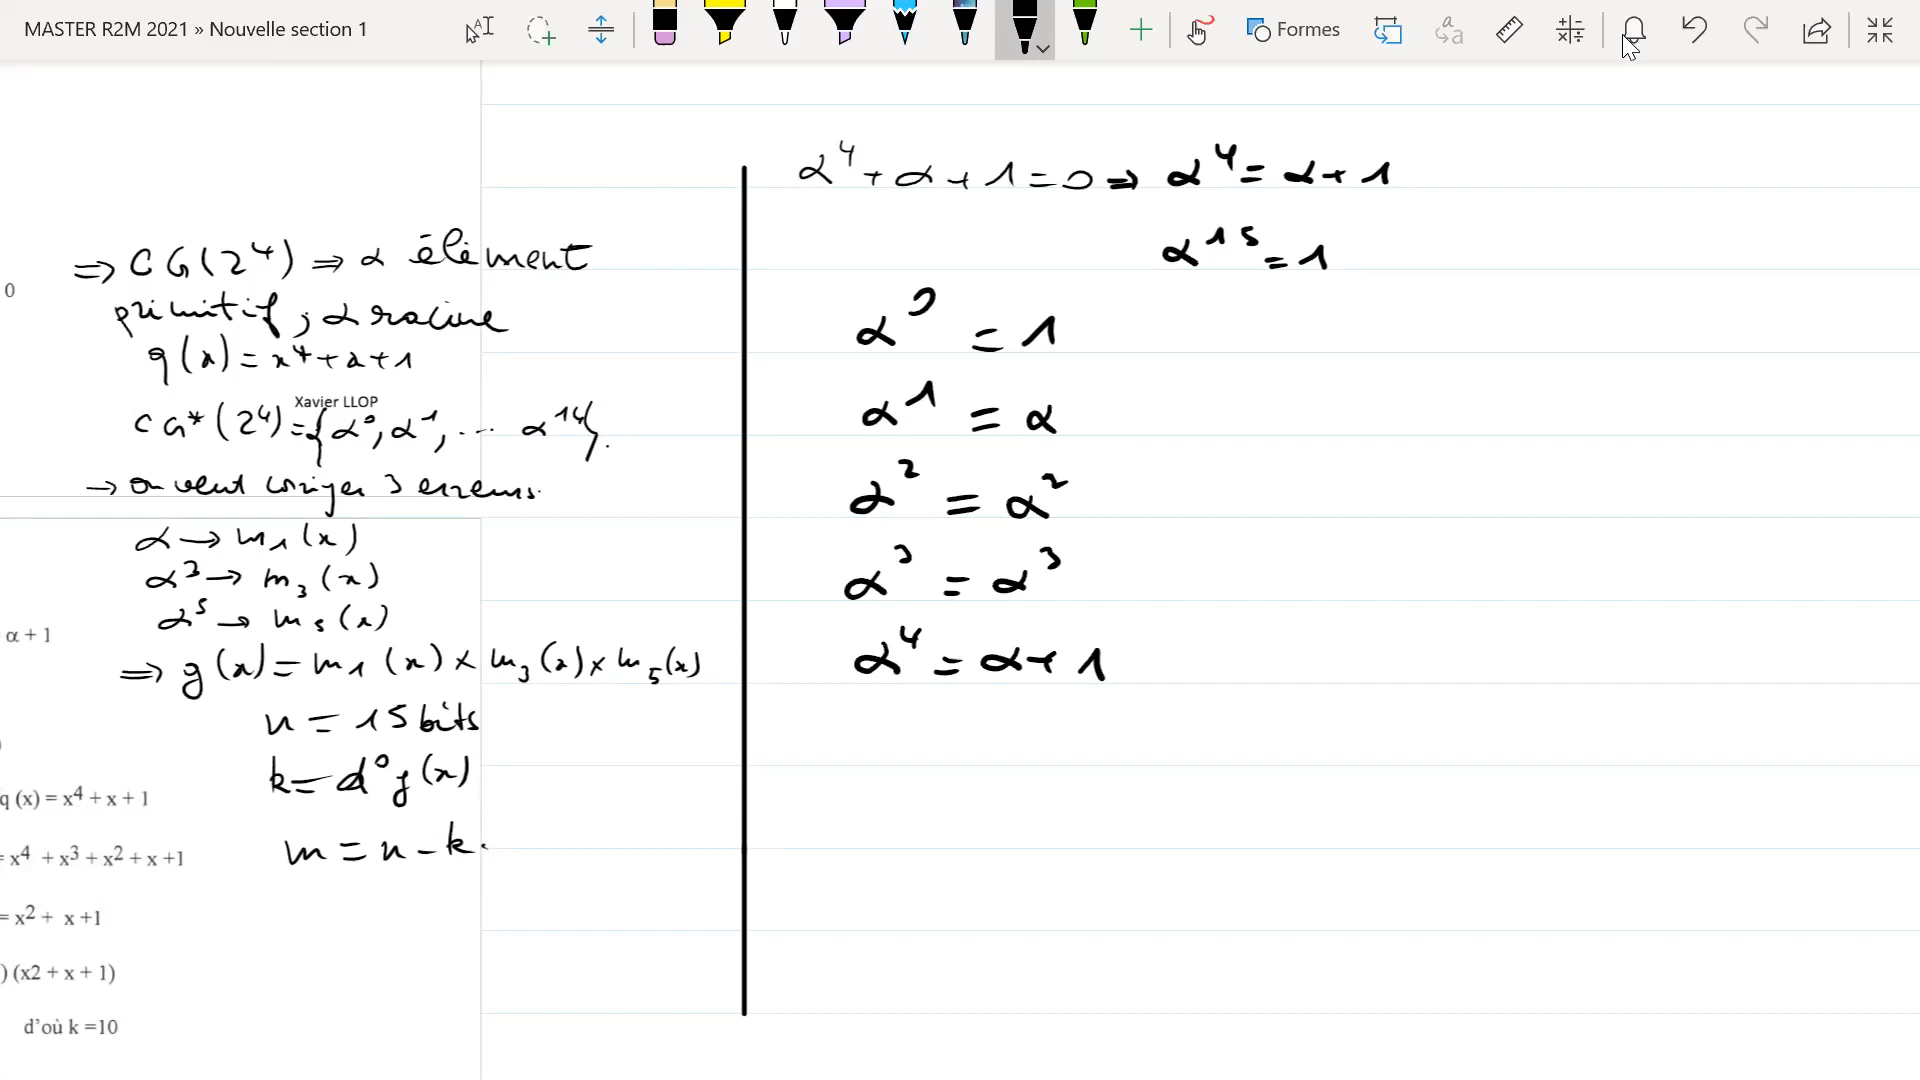 MASTER R2M 2021 » Nouvelle section 1
Formes
0
⇒ CG(2⁴) ⇒ α élément
primitif, α racine
q(x) = x⁴ + x + 1
Xavier LLOP
CG*(2⁴) = {α⁰, α¹, ... α¹⁴}.
→ on veut corriger 3 erreurs.
α → m₁(x)
α³ → m₃(x)
α⁵ → m₅(x)
α + 1
⇒ g(x) = m₁(x) × m₃(x) × m₅(x)
n = 15 bits
k = d° g(x)
q (x) = x⁴ + x + 1
m = n - k.
= x⁴ + x³ + x² + x +1
= x² + x +1
) (x2 + x + 1)
d’où k =10
α⁴ + α + 1 = 0 ⇒ α⁴ = α + 1
α¹⁵ = 1
α⁰ = 1
α¹ = α
α² = α²
α³ = α³
α⁴ = α + 1